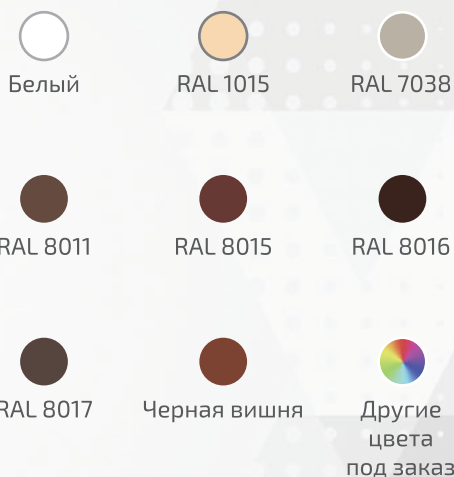 Белый
RAL 1015
RAL 7038
RAL 8011
RAL 8015
RAL 8016
RAL 8017
Черная вишня
Другие
цвета
под заказ